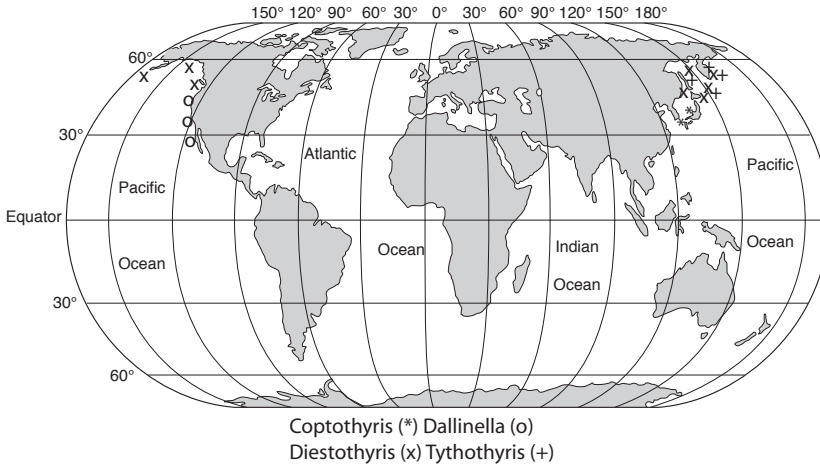 150° 120° 90° 60° 30° 0° 30° 60° 90° 120° 150° 180°
60°
30°
Atlantic
Pacific
Pacific
Equator
Ocean
Indian
Ocean
Ocean
Ocean
30°
60°
Coptothyris (*) Dallinella (o)
Diestothyris (x) Tythothyris (+)